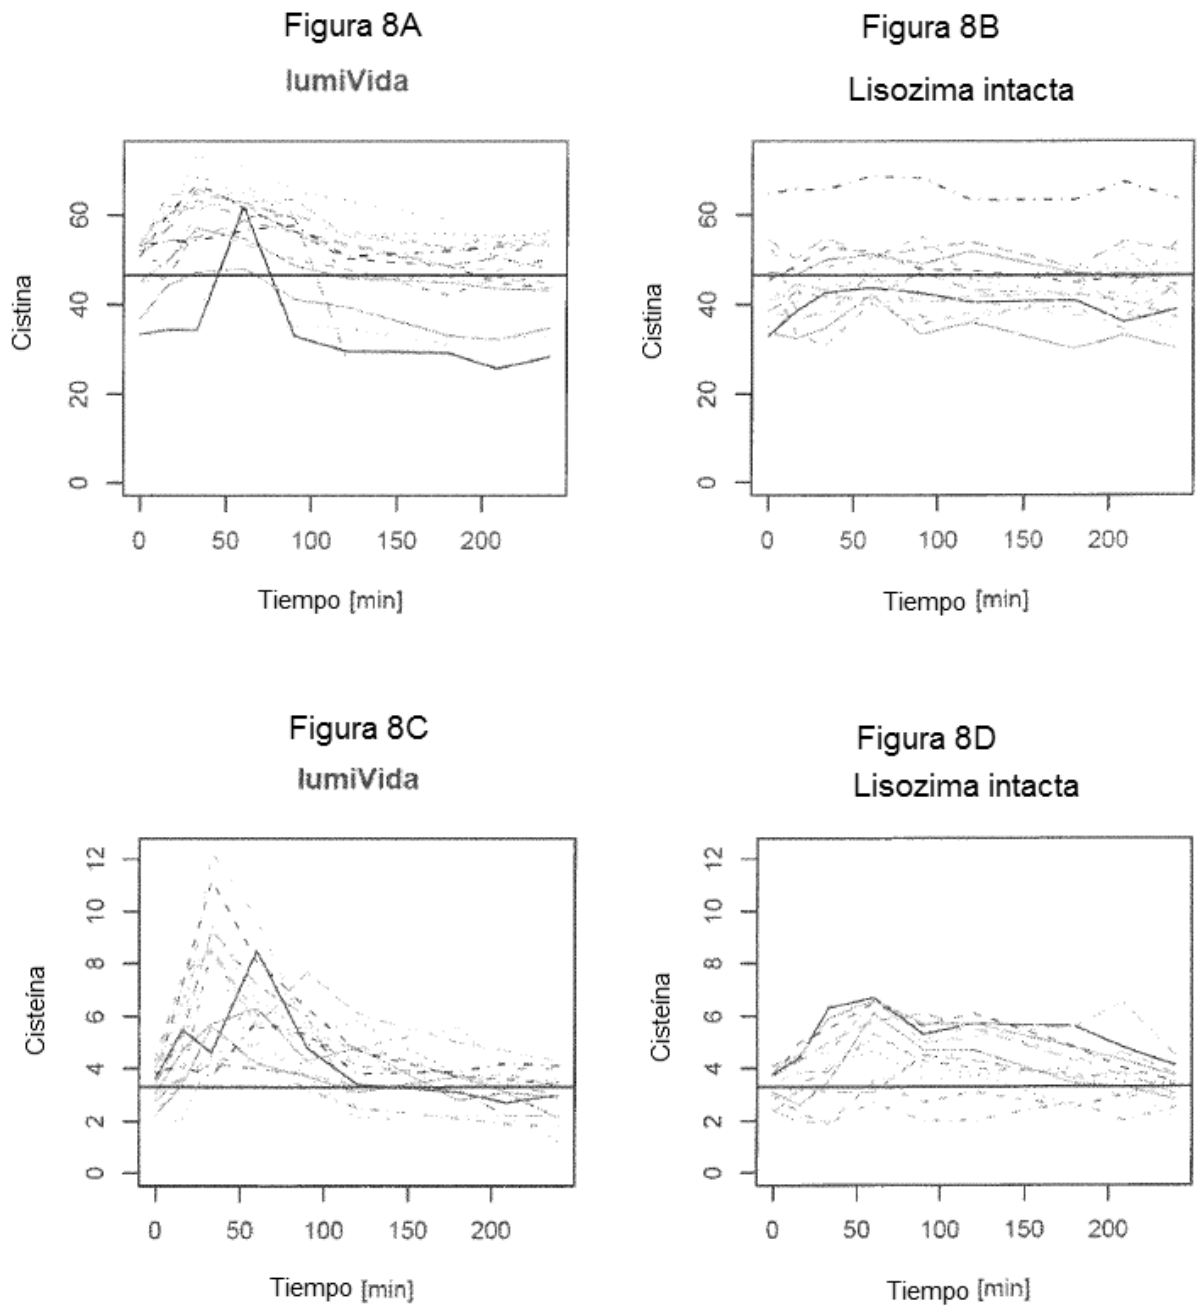 Figura 8A
lumiVida
Cistina
60
40
20
0
0 50 100 150 200
Tiempo [min]
Figura 8B
Lisozima intacta
Cistina
60
40
20
0
0 50 100 150 200
Tiempo [min]
Figura 8C
lumiVida
Cisteína
12
10
8
6
4
2
0
0 50 100 150 200
Tiempo [min]
Figura 8D
Lisozima intacta
Cisteína
12
10
8
6
4
2
0
0 50 100 150 200
Tiempo [min]